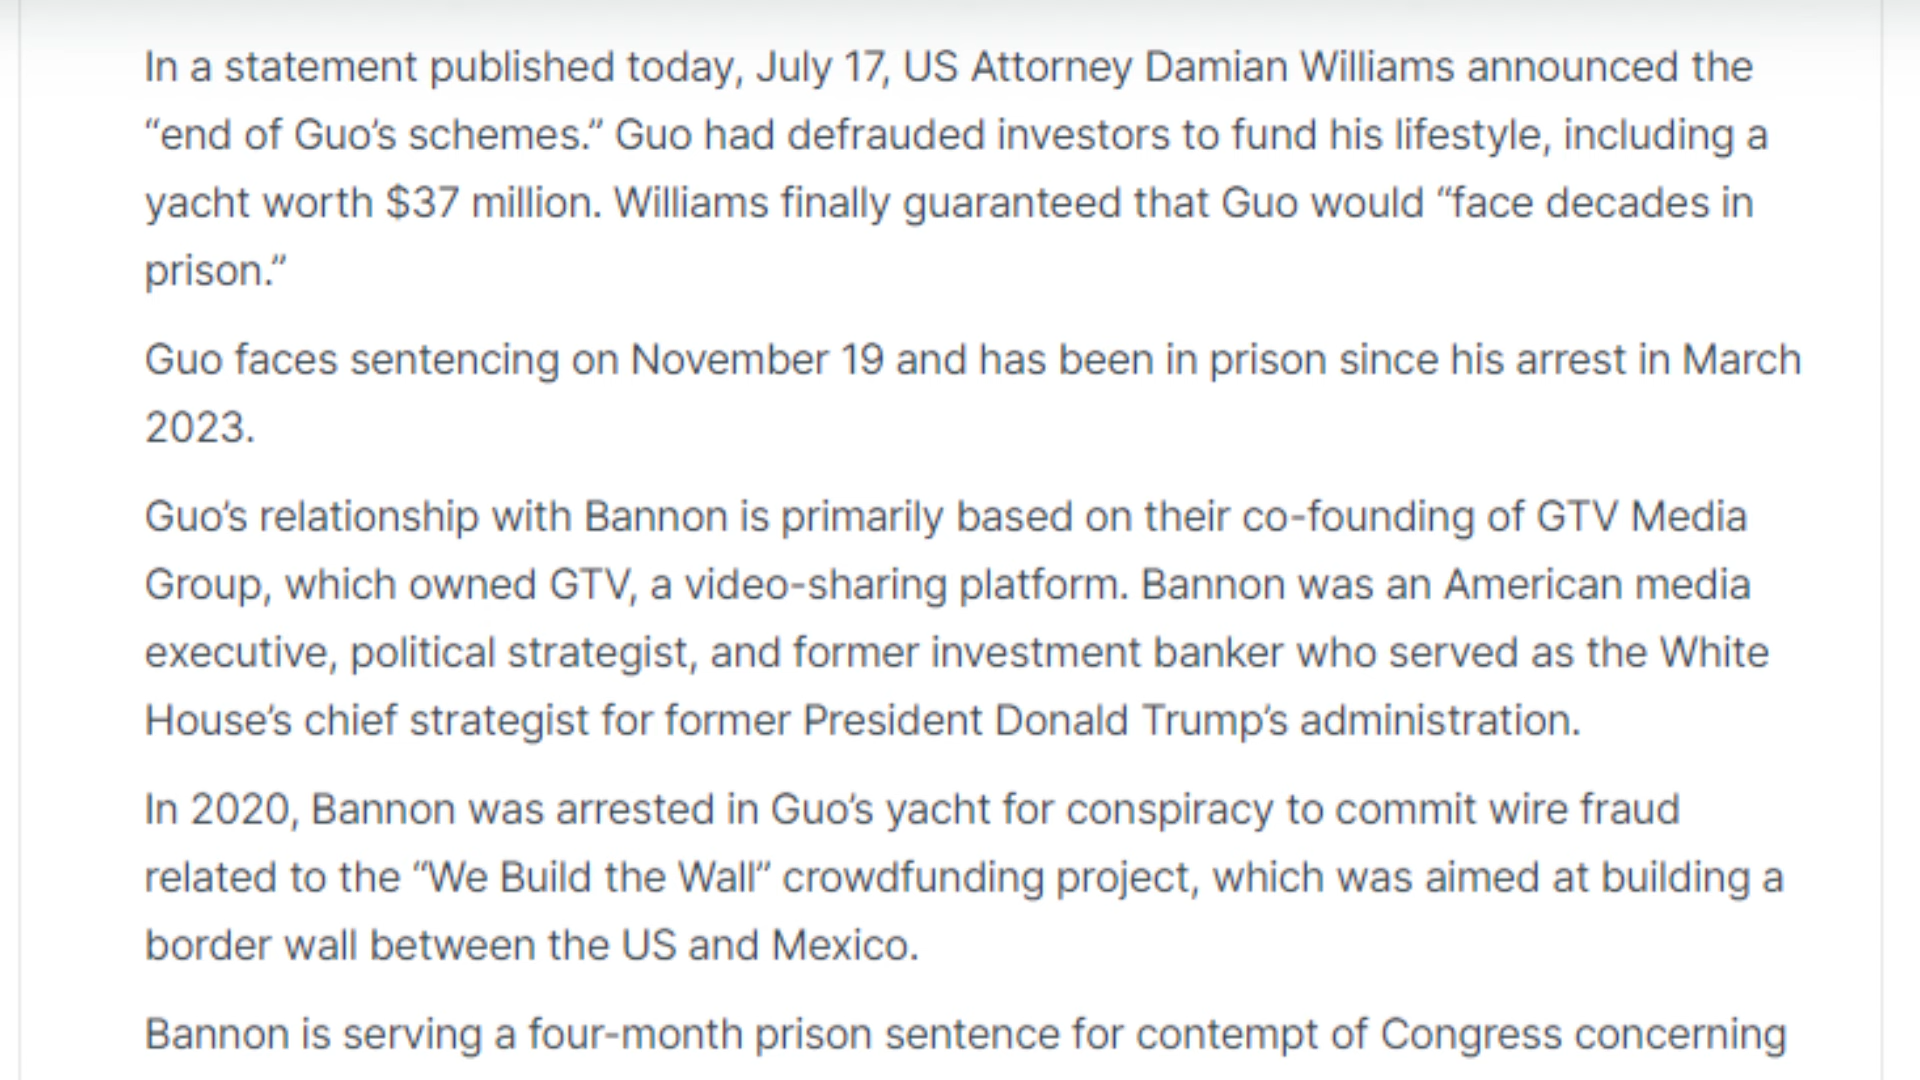 In a statement published today, July 17, US Attorney Damian Williams announced the
“end of Guo’s schemes.” Guo had defrauded investors to fund his lifestyle, including a
yacht worth $37 million. Williams finally guaranteed that Guo would “face decades in
prison.”
Guo faces sentencing on November 19 and has been in prison since his arrest in March
2023.
Guo’s relationship with Bannon is primarily based on their co-founding of GTV Media
Group, which owned GTV, a video-sharing platform. Bannon was an American media
executive, political strategist, and former investment banker who served as the White
House’s chief strategist for former President Donald Trump’s administration.
In 2020, Bannon was arrested in Guo’s yacht for conspiracy to commit wire fraud
related to the “We Build the Wall” crowdfunding project, which was aimed at building a
border wall between the US and Mexico.
Bannon is serving a four-month prison sentence for contempt of Congress concerning